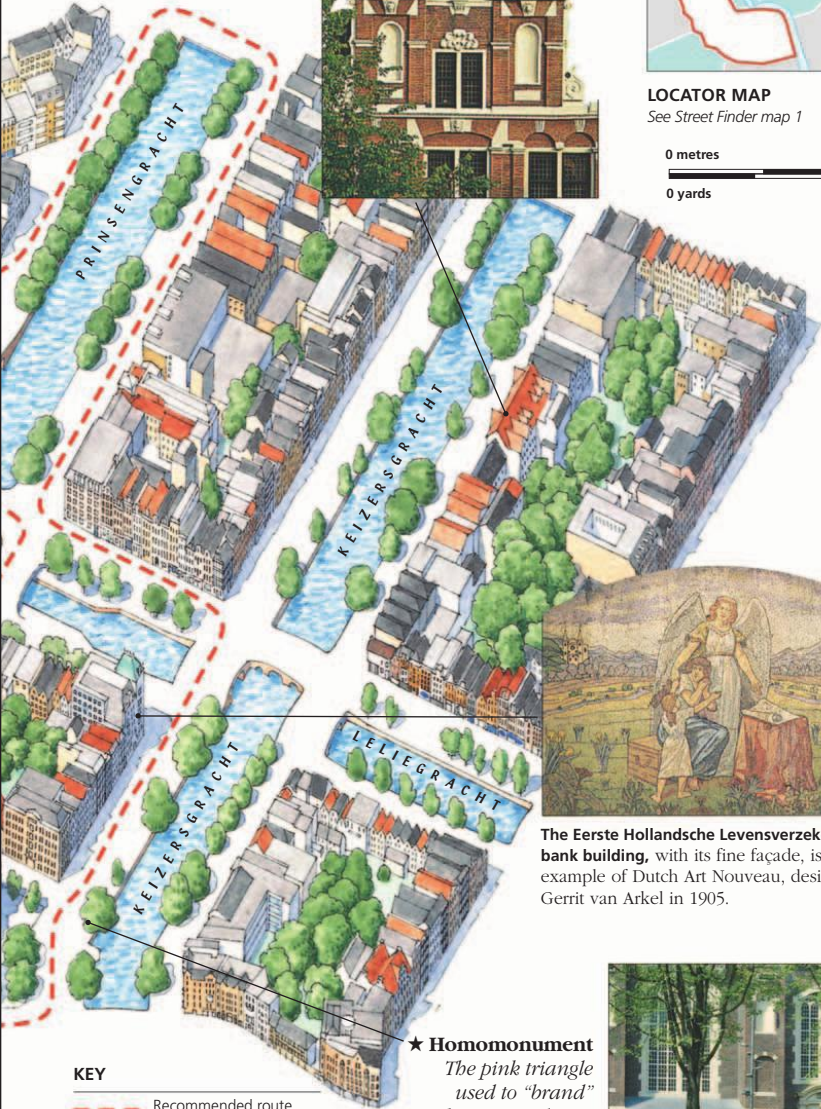 LOCATOR MAP
See Street Finder map 1
0 metres
0 yards
PRINSENGRACHT
KEIZERSGRACHT
LELIEGRACHT
KEIZERSGRACHT
The Eerste Hollandsche Levensverzek
bank building, with its fine façade, is
example of Dutch Art Nouveau, desi
Gerrit van Arkel in 1905.
★ Homomonument
The pink triangle
used to “brand”
KEY
Recommended route